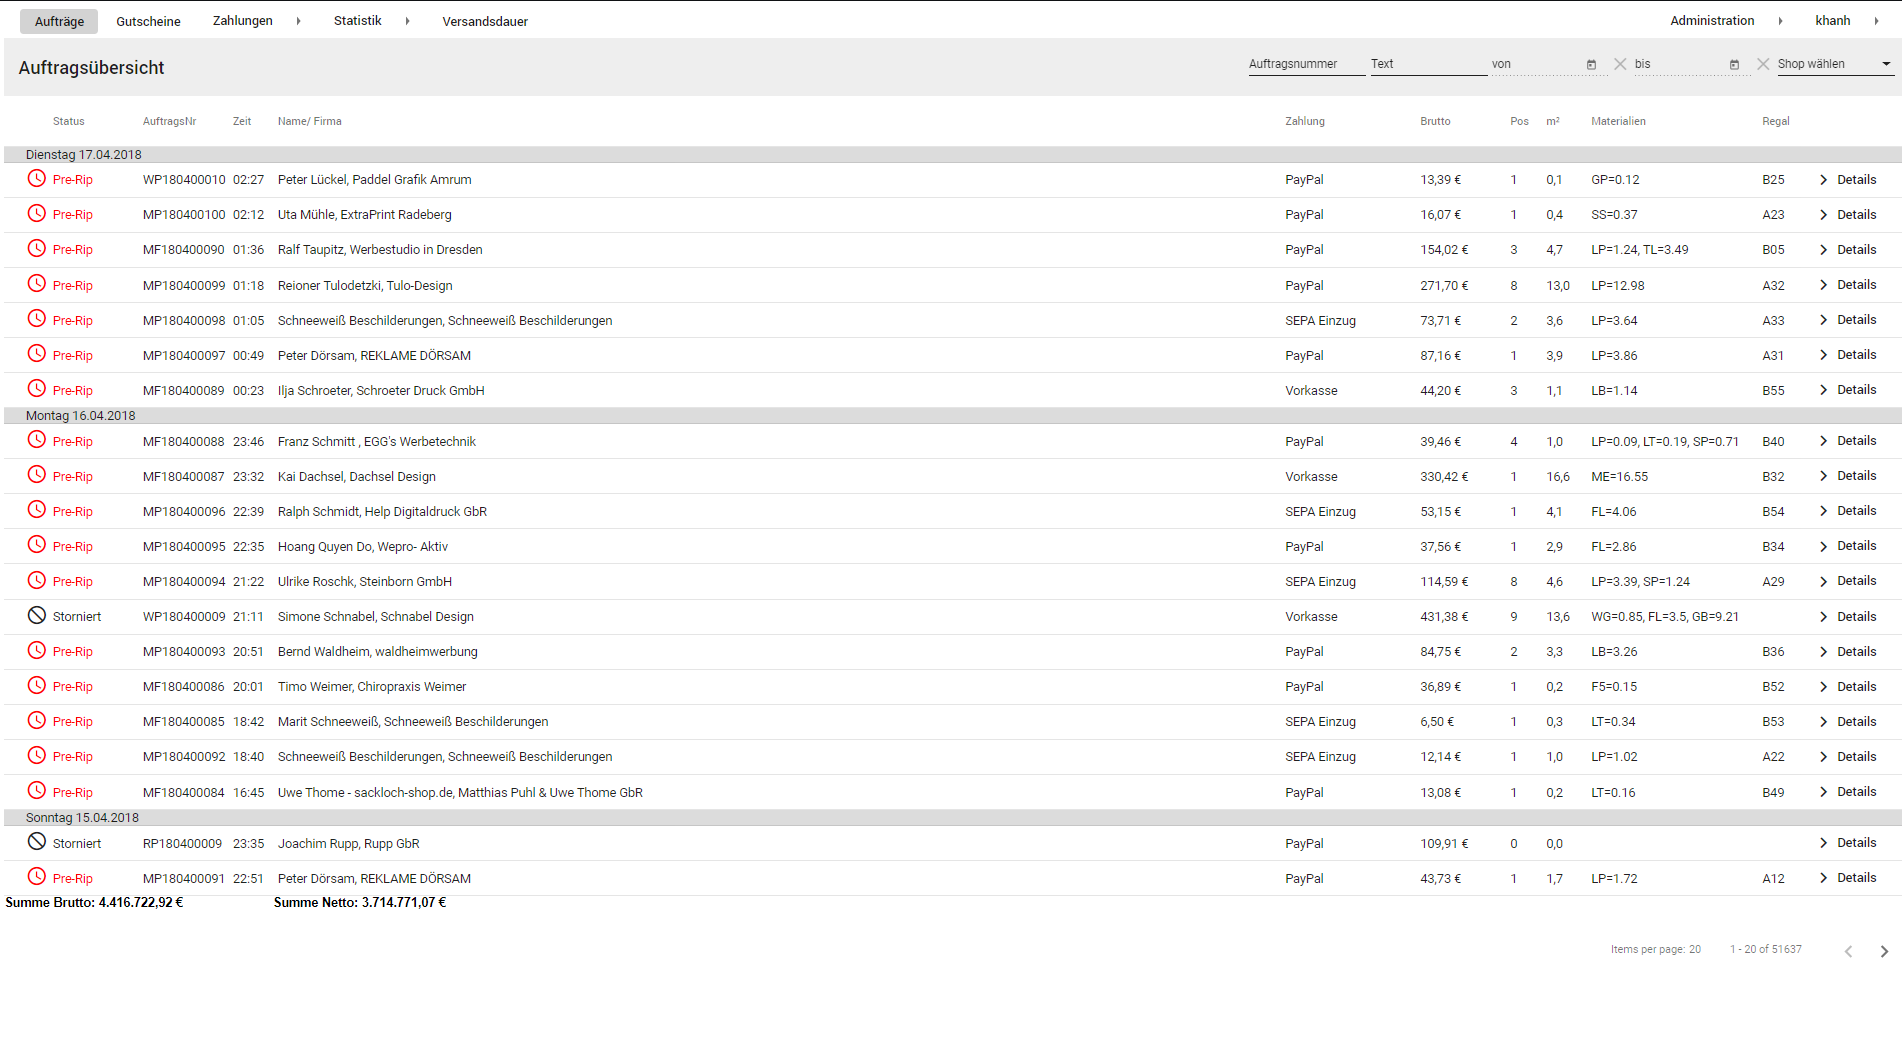 Aufträge Gutscheine Zahlungen Statistik Versandsdauer Administration khanh
Auftragsübersicht Auftragsnummer Text von bis Shop wählen
Status AuftragsNr Zeit Name/ Firma Zahlung Brutto Pos m² Materialien Regal
Dienstag 17.04.2018
Pre-Rip WP180400010 02:27 Peter Lückel, Paddel Grafik Amrum PayPal 13,39 € 1 0,1 GP=0.12 B25 Details
Pre-Rip MP180400100 02:12 Uta Mühle, ExtraPrint Radeberg PayPal 16,07 € 1 0,4 SS=0.37 A23 Details
Pre-Rip MF180400090 01:36 Ralf Taupitz, Werbestudio in Dresden PayPal 154,02 € 3 4,7 LP=1.24, TL=3.49 B05 Details
Pre-Rip MP180400099 01:18 Reioner Tulodetzki, Tulo-Design PayPal 271,70 € 8 13,0 LP=12.98 A32 Details
Pre-Rip MP180400098 01:05 Schneeweiß Beschilderungen, Schneeweiß Beschilderungen SEPA Einzug 73,71 € 2 3,6 LP=3.64 A33 Details
Pre-Rip MP180400097 00:49 Peter Dörsam, REKLAME DÖRSAM PayPal 87,16 € 1 3,9 LP=3.86 A31 Details
Pre-Rip MF180400089 00:23 Ilja Schroeter, Schroeter Druck GmbH Vorkasse 44,20 € 3 1,1 LB=1.14 B55 Details
Montag 16.04.2018
Pre-Rip MF180400088 23:46 Franz Schmitt , EGG's Werbetechnik PayPal 39,46 € 4 1,0 LP=0.09, LT=0.19, SP=0.71 B40 Details
Pre-Rip MF180400087 23:32 Kai Dachsel, Dachsel Design Vorkasse 330,42 € 1 16,6 ME=16.55 B32 Details
Pre-Rip MP180400096 22:39 Ralph Schmidt, Help Digitaldruck GbR SEPA Einzug 53,15 € 1 4,1 FL=4.06 B54 Details
Pre-Rip MP180400095 22:35 Hoang Quyen Do, Wepro- Aktiv PayPal 37,56 € 1 2,9 FL=2.86 B34 Details
Pre-Rip MP180400094 21:22 Ulrike Roschk, Steinborn GmbH SEPA Einzug 114,59 € 8 4,6 LP=3.39, SP=1.24 A29 Details
Storniert WP180400009 21:11 Simone Schnabel, Schnabel Design Vorkasse 431,38 € 9 13,6 WG=0.85, FL=3.5, GB=9.21 Details
Pre-Rip MP180400093 20:51 Bernd Waldheim, waldheimwerbung PayPal 84,75 € 2 3,3 LB=3.26 B36 Details
Pre-Rip MF180400086 20:01 Timo Weimer, Chiropraxis Weimer PayPal 36,89 € 1 0,2 F5=0.15 B52 Details
Pre-Rip MF180400085 18:42 Marit Schneeweiß, Schneeweiß Beschilderungen SEPA Einzug 6,50 € 1 0,3 LT=0.34 B53 Details
Pre-Rip MP180400092 18:40 Schneeweiß Beschilderungen, Schneeweiß Beschilderungen SEPA Einzug 12,14 € 1 1,0 LP=1.02 A22 Details
Pre-Rip MF180400084 16:45 Uwe Thome - sackloch-shop.de, Matthias Puhl & Uwe Thome GbR PayPal 13,08 € 1 0,2 LT=0.16 B49 Details
Sonntag 15.04.2018
Storniert RP180400009 23:35 Joachim Rupp, Rupp GbR PayPal 109,91 € 0 0,0 Details
Pre-Rip MP180400091 22:51 Peter Dörsam, REKLAME DÖRSAM PayPal 43,73 € 1 1,7 LP=1.72 A12 Details
Summe Brutto: 4.416.722,92 € Summe Netto: 3.714.771,07 €
Items per page: 20 1 - 20 of 51637